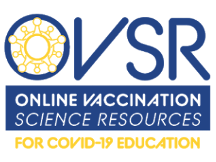 OVSR
ONLINE VACCINATION
SCIENCE RESOURCES
FOR COVID-19 EDUCATION